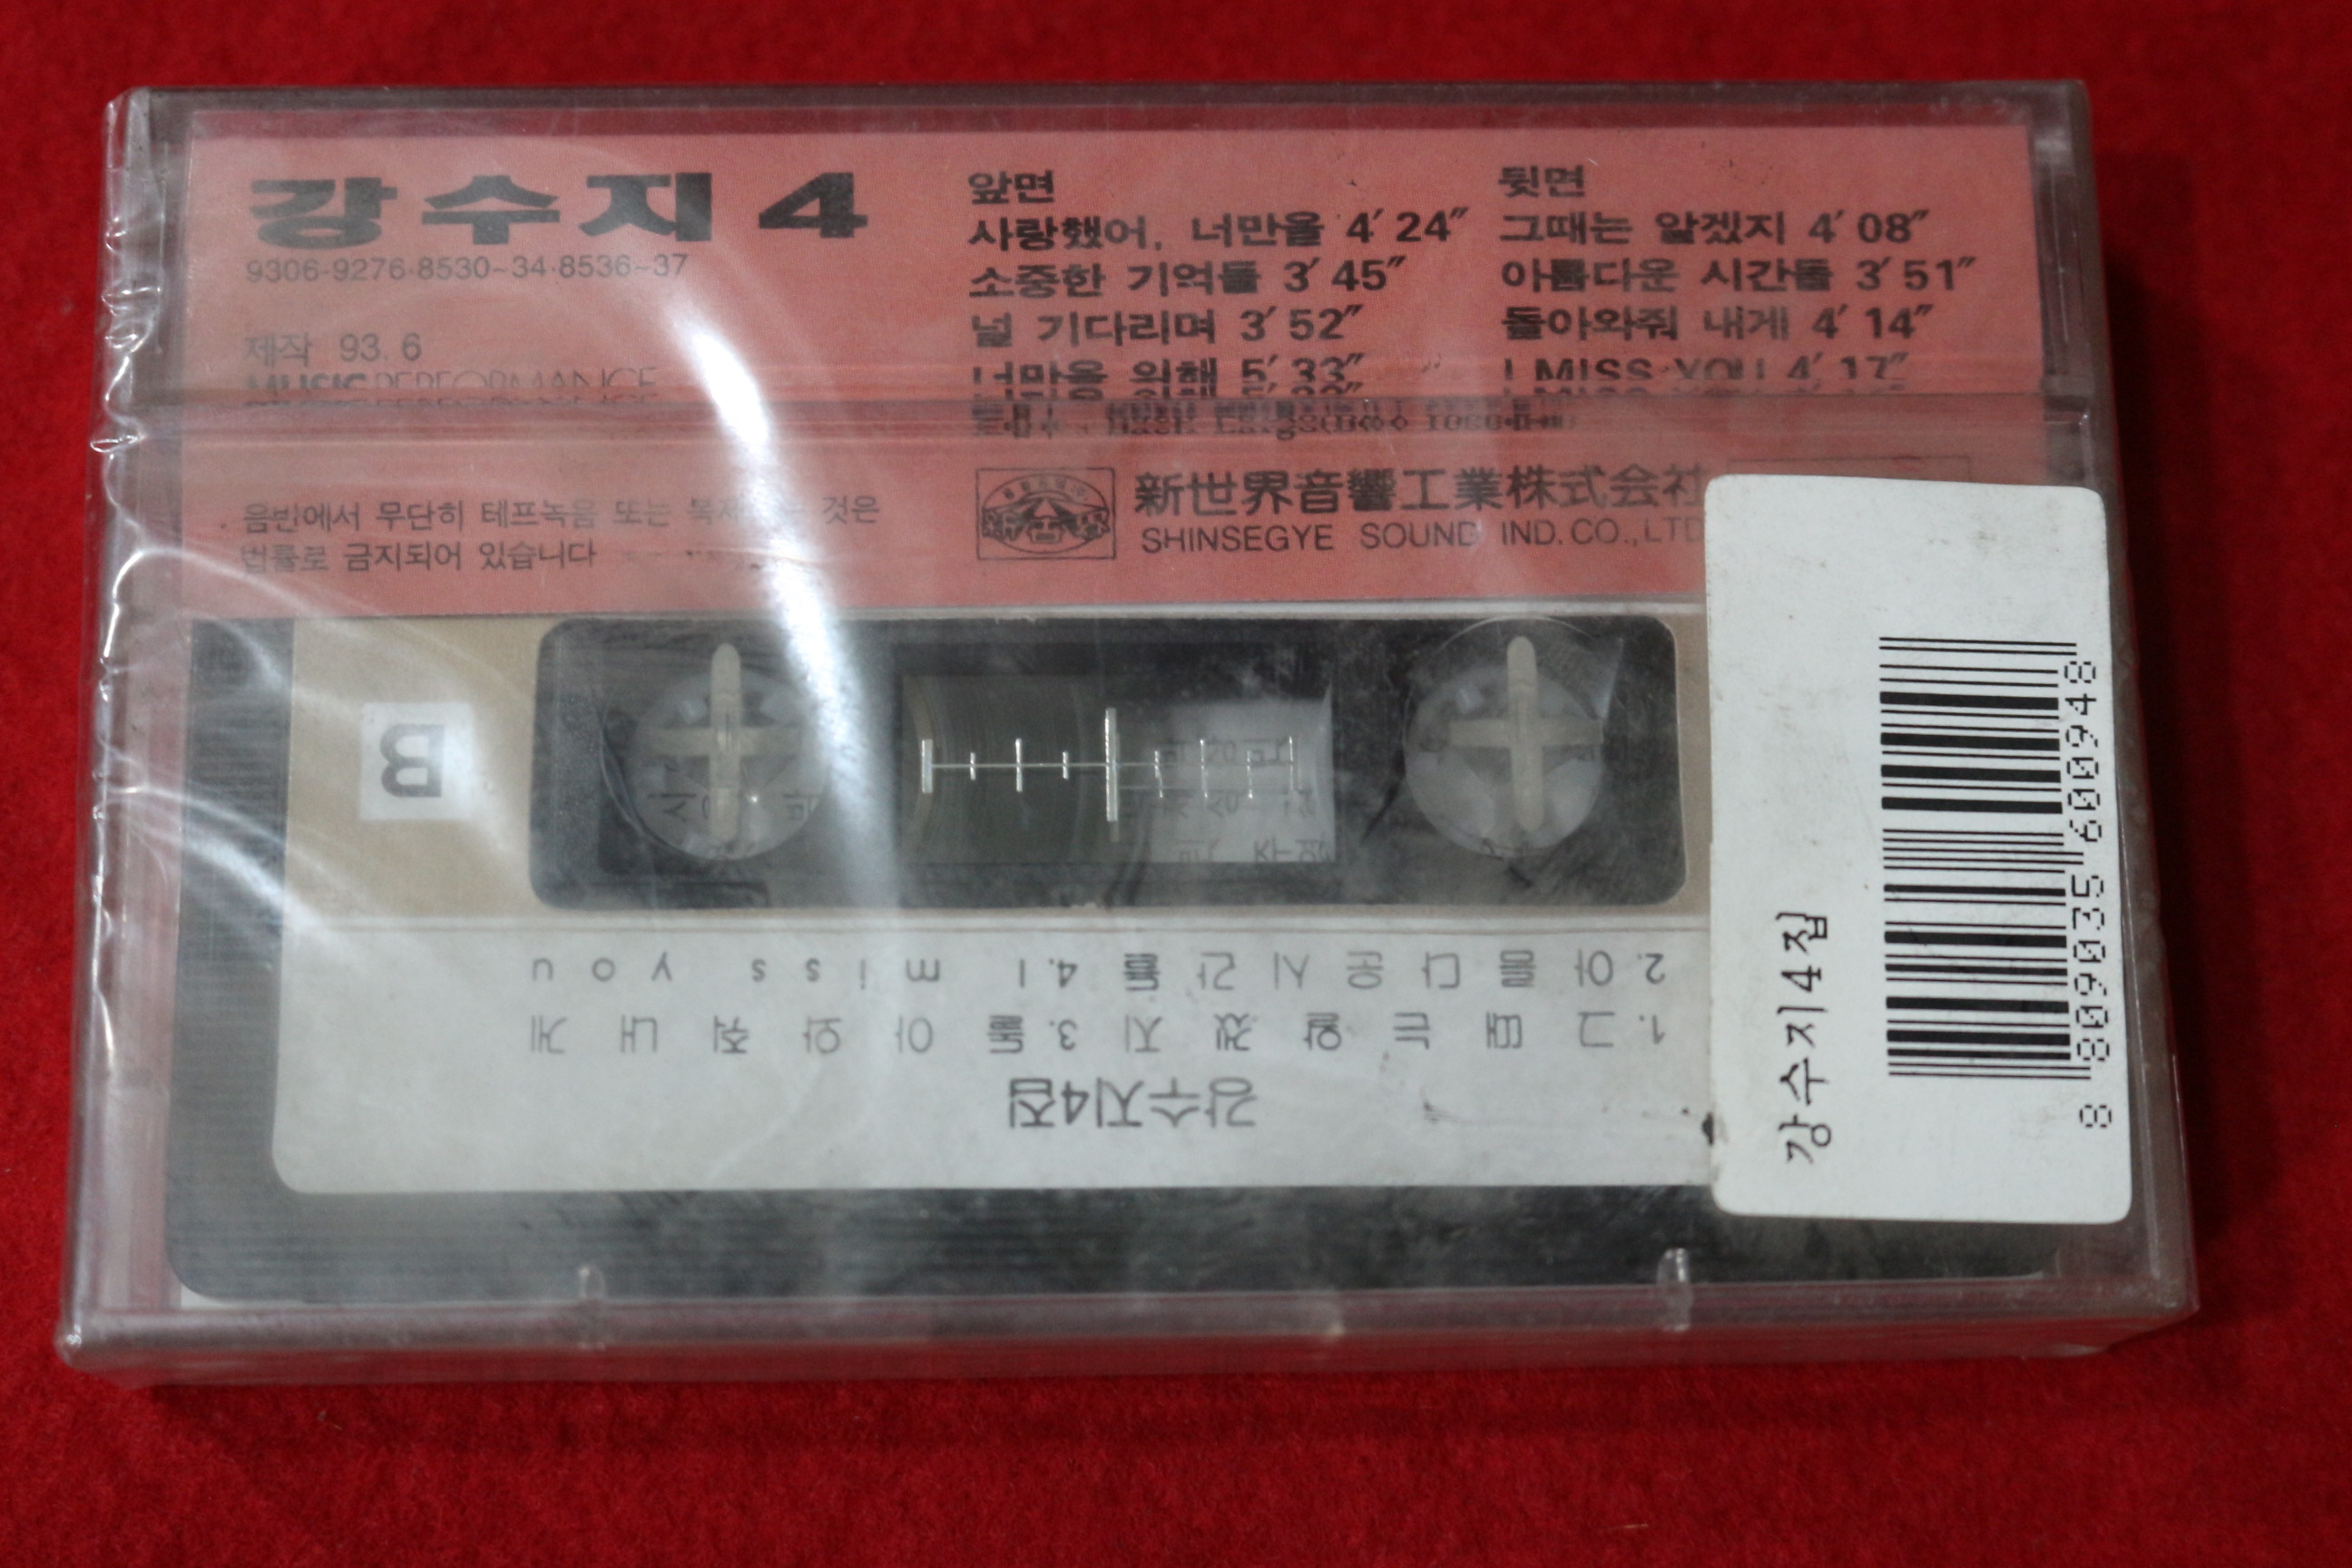 강수지 4
9306-9276·8530~34·8536~37
제작 93. 6
MUSIC PERFORMANCE
앞면
사랑했어, 너만을 4′ 24″
소중한 기억들 3′ 45″
널 기다리며 3′ 52″
너만을 위해 5′ 33″
뒷면
그때는 알겠지 4′ 08″
아름다운 시간들 3′ 51″
돌아와줘 내게 4′ 14″
I MISS YOU 4′ 17″
음반에서 무단히 테프녹음 또는 것은
법률로 금지되어 있습니다
新世界音響工業株式会社
SHINSEGYE SOUND IND. CO., LTD
B
강수지4집
1. 그때는알겠지 3. 돌아와줘내게
2. 아름다운시간들 4. I miss you
강수지4집
8 809035 600948